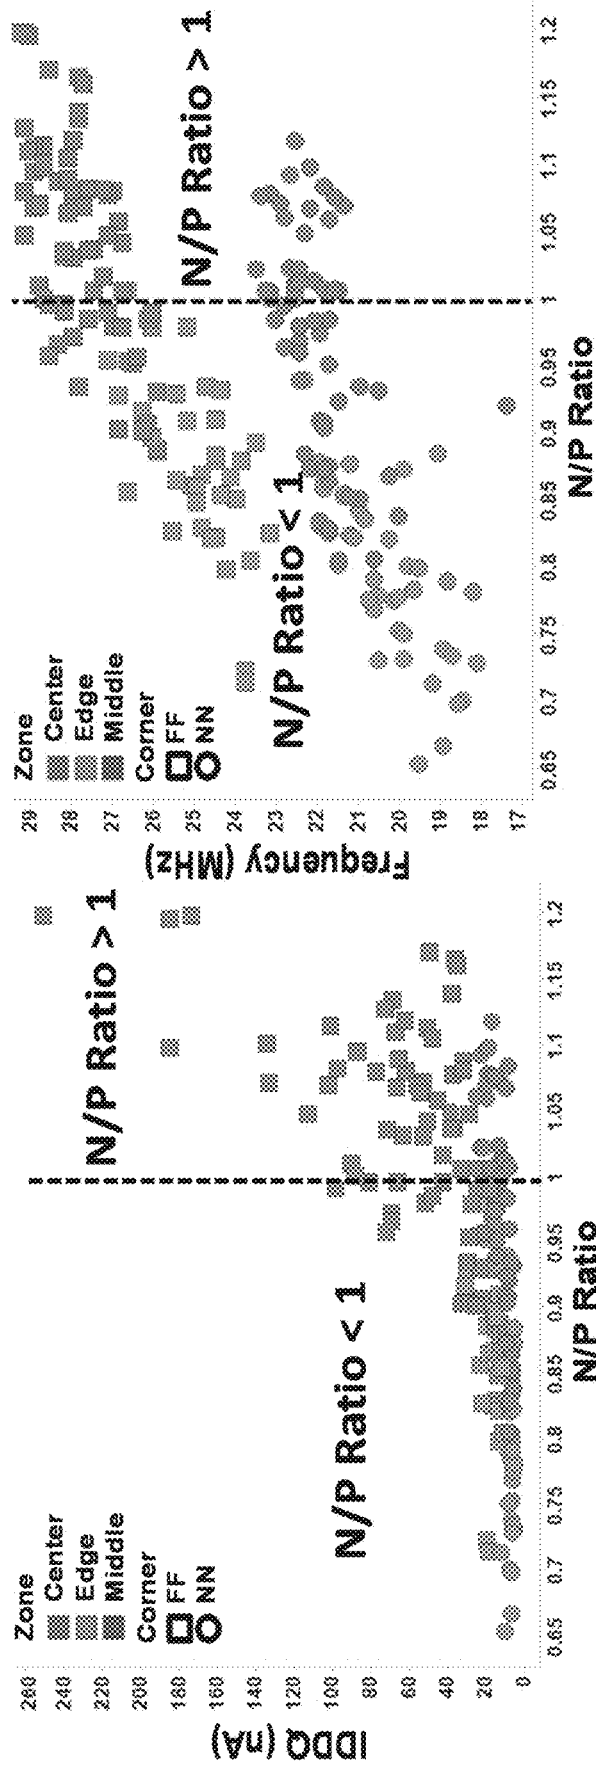 IDDQ (nA)
260
240
220
200
180
160
140
120
100
80
60
40
20
0
Zone
Center
Edge
Middle
Corner
FF
NN
N/P Ratio < 1
N/P Ratio > 1
0.65 0.7 0.75 0.8 0.85 0.9 0.95 1 1.05 1.1 1.15 1.2
N/P Ratio
Frequency (MHz)
29
28
27
26
25
24
23
22
21
20
19
18
17
Zone
Center
Edge
Middle
Corner
FF
NN
N/P Ratio < 1
N/P Ratio > 1
0.65 0.7 0.75 0.8 0.85 0.9 0.95 1 1.05 1.1 1.15 1.2
N/P Ratio